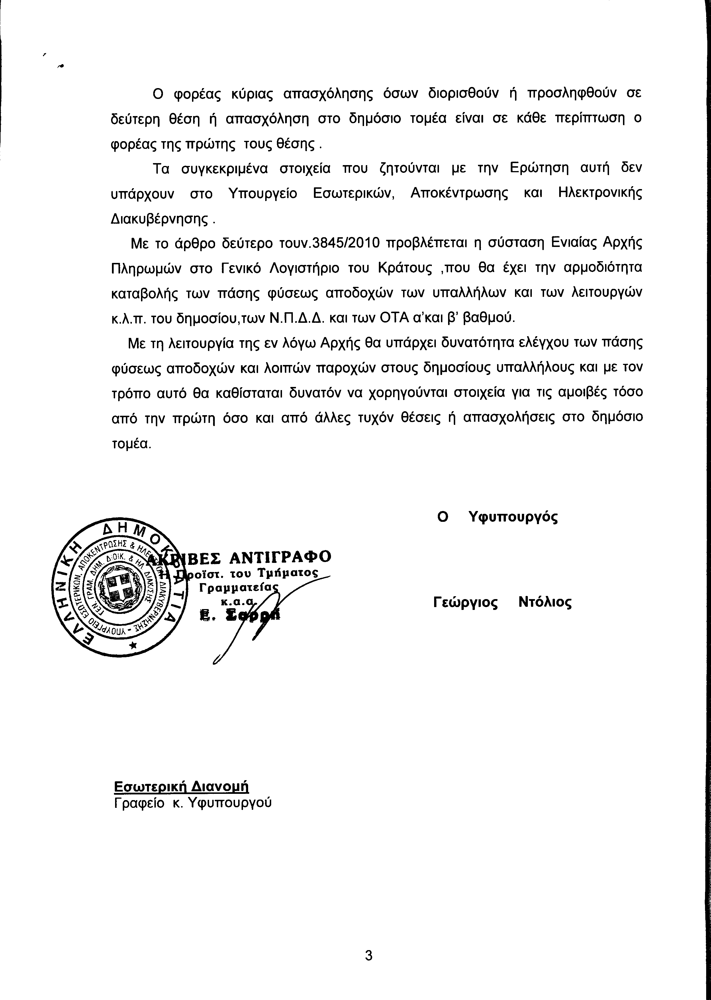 Ο φορέας κύριας απασχόλησης όσων διορισθούν ή προσληφθούν σε
δεύτερη θέση ή απασχόληση στο δημόσιο τομέα είναι σε κάθε περίπτωση ο
φορέας της πρώτης τους θέσης .
Τα συγκεκριμένα στοιχεία που ζητούνται με την Ερώτηση αυτή δεν
υπάρχουν στο Υπουργείο Εσωτερικών, Αποκέντρωσης και Ηλεκτρονικής
Διακυβέρνησης .
Με το άρθρο δεύτερο τουν.3845/2010 προβλέπεται η σύσταση Ενιαίας Αρχής
Πληρωμών στο Γενικό Λογιστήριο του Κράτους ,που θα έχει την αρμοδιότητα
καταβολής των πάσης φύσεως αποδοχών των υπαλλήλων και των λειτουργών
κ.λ.π. του δημοσίου,των Ν.Π.Δ.Δ. και των ΟΤΑ α'και β' βαθμού.
Με τη λειτουργία της εν λόγω Αρχής θα υπάρχει δυνατότητα ελέγχου των πάσης
φύσεως αποδοχών και λοιπών παροχών στους δημοσίους υπαλλήλους και με τον
τρόπο αυτό θα καθίσταται δυνατόν να χορηγούνται στοιχεία για τις αμοιβές τόσο
από την πρώτη όσο και από άλλες τυχόν θέσεις ή απασχολήσεις στο δημόσιο
τομέα.
Ο Υφυπουργός
ΕΛΛΗΝΙΚΗ ΔΗΜΟΚΡΑΤΙΑ
ΥΠΟΥΡΓΕΙΟ ΕΣΩΤΕΡΙΚΩΝ, ΑΠΟΚΕΝΤΡΩΣΗΣ & ΗΛΕΚΤΡΟΝ. ΔΙΑΚΥΒΕΡΝΗΣΗΣ -
ΓΕΝ. ΓΡΑΜ. ΔΗΜ. ΔΙΟΙΚ. & ΗΛ. ΔΙΑΚ/ΣΗΣ
ΑΚΡΙΒΕΣ ΑΝΤΙΓΡΑΦΟ
Η Προϊστ. του Τμήματος
Γραμματείας
κ.α.α.
Ε. Σαρρή
Γεώργιος Ντόλιος
Εσωτερική Διανομή
Γραφείο κ. Υφυπουργού
3